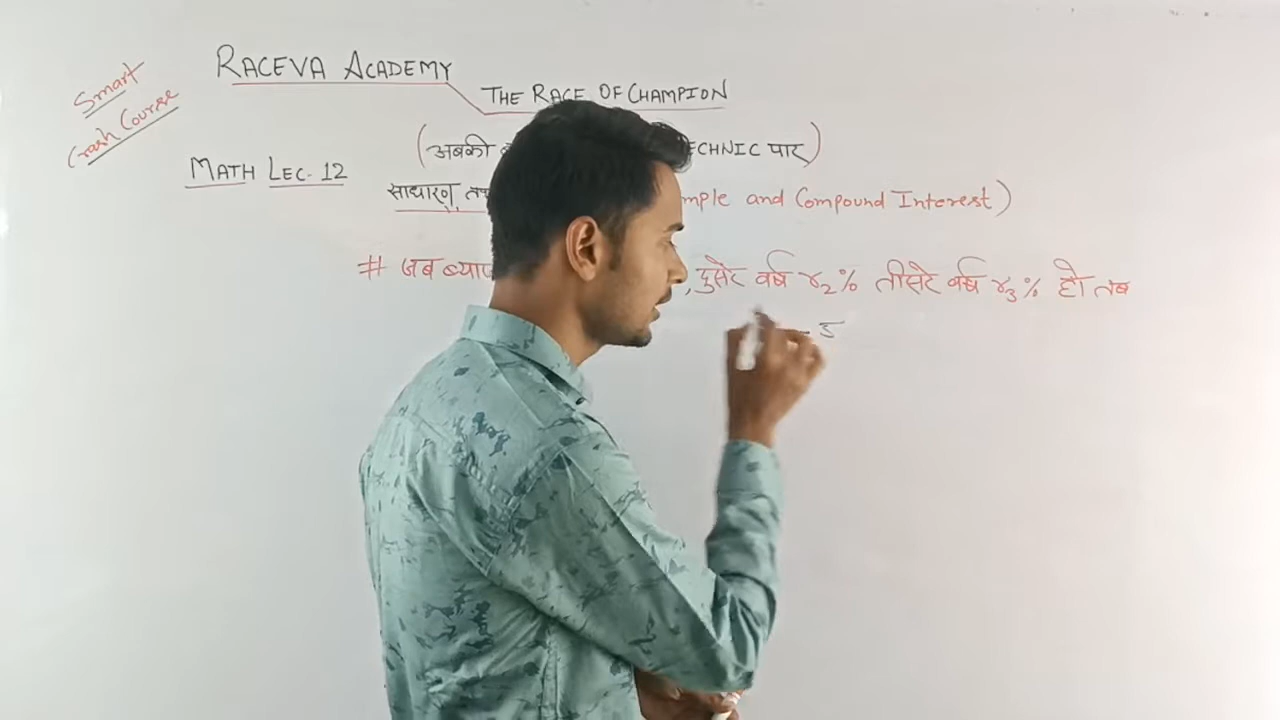 Smart
Crash Course
RACEVA ACADEMY
THE RACE OF CHAMPION
(अबकी ECHNIC पार)
MATH LEC- 12
साधारण mple and Compound Interest)
# जब , दुसरे वर्ष r2% तीसरे वर्ष r3% हो तब
5